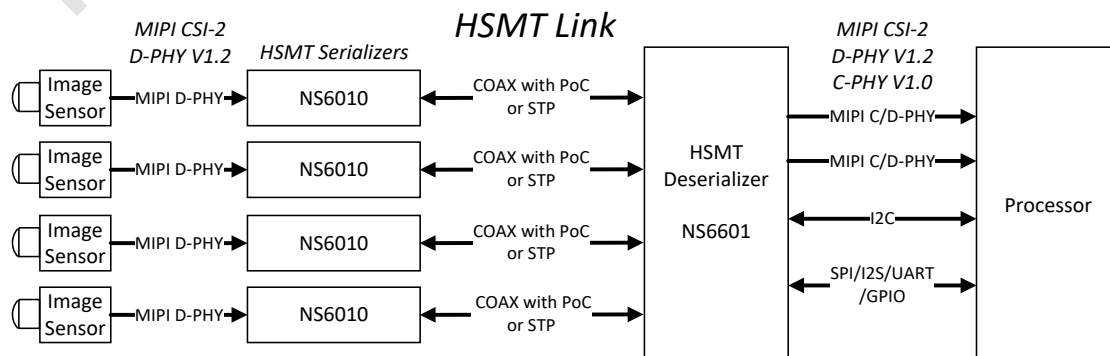 HSMT Link
MIPI CSI-2
D-PHY V1.2
HSMT Serializers
MIPI CSI-2
D-PHY V1.2
C-PHY V1.0
Image
Sensor
MIPI D-PHY
NS6010
COAX with PoC
or STP
Image
Sensor
MIPI D-PHY
NS6010
COAX with PoC
or STP
Image
Sensor
MIPI D-PHY
NS6010
COAX with PoC
or STP
Image
Sensor
MIPI D-PHY
NS6010
COAX with PoC
or STP
HSMT
Deserializer
NS6601
MIPI C/D-PHY
MIPI C/D-PHY
I2C
SPI/I2S/UART
/GPIO
Processor